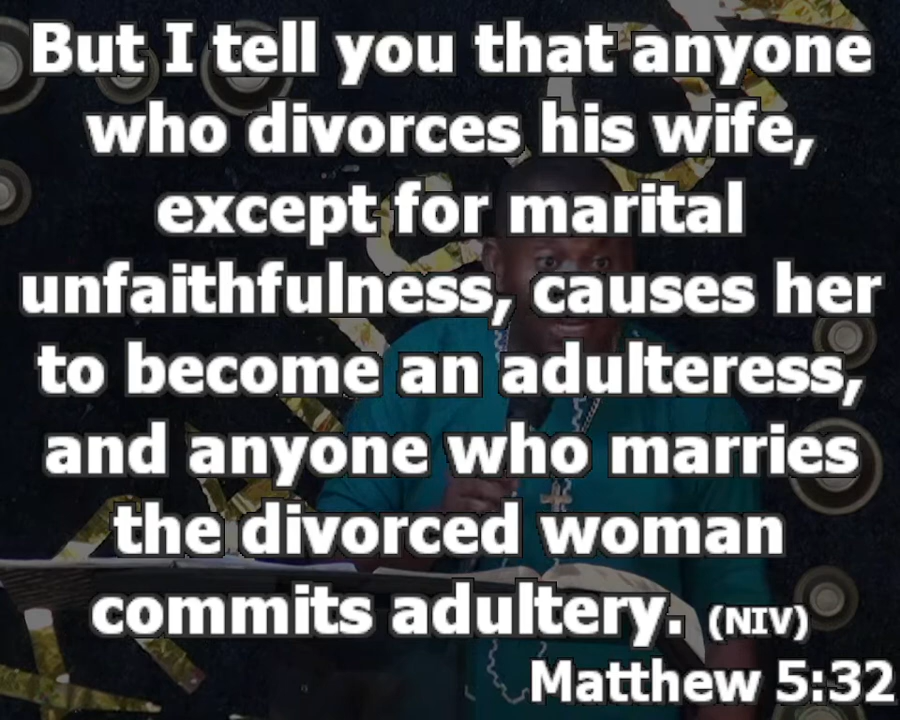 But I tell you that anyone
who divorces his wife,
except for marital
unfaithfulness, causes her
to become an adulteress,
and anyone who marries
the divorced woman
commits adultery. (NIV)
Matthew 5:32